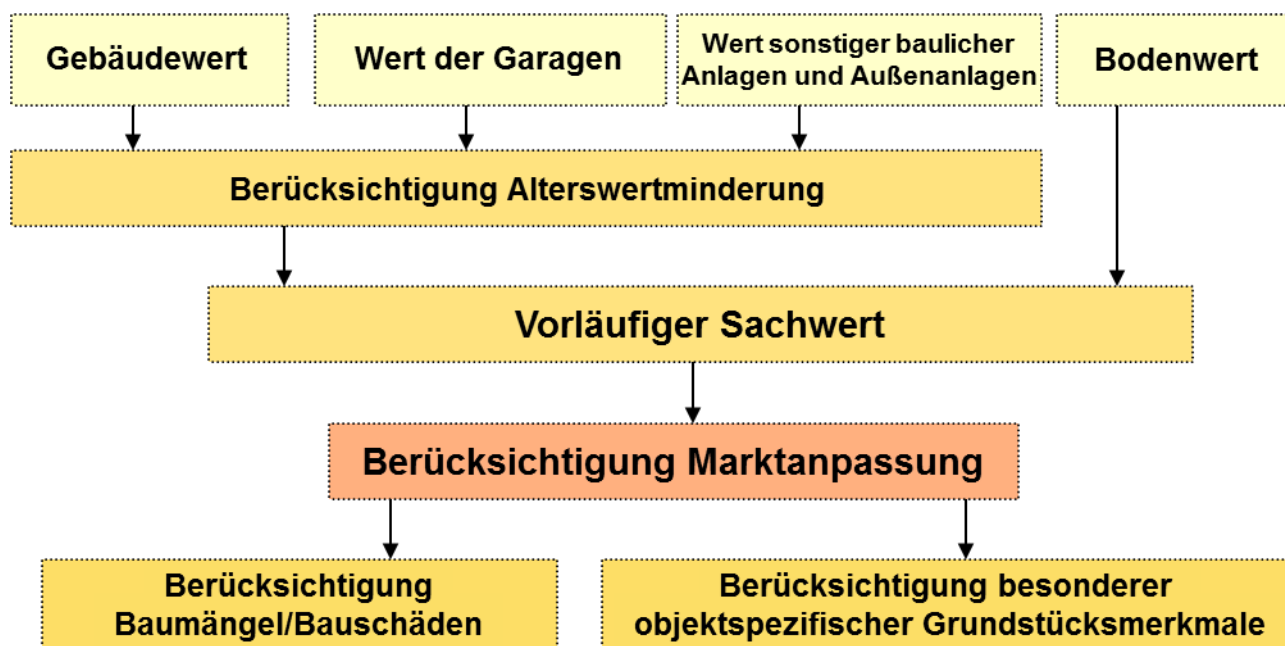 Gebäudewert
Wert der Garagen
Wert sonstiger baulicher
Anlagen und Außenanlagen
Bodenwert
Berücksichtigung Alterswertminderung
Vorläufiger Sachwert
Berücksichtigung Marktanpassung
Berücksichtigung
Baumängel/Bauschäden
Berücksichtigung besonderer
objektspezifischer Grundstücksmerkmale